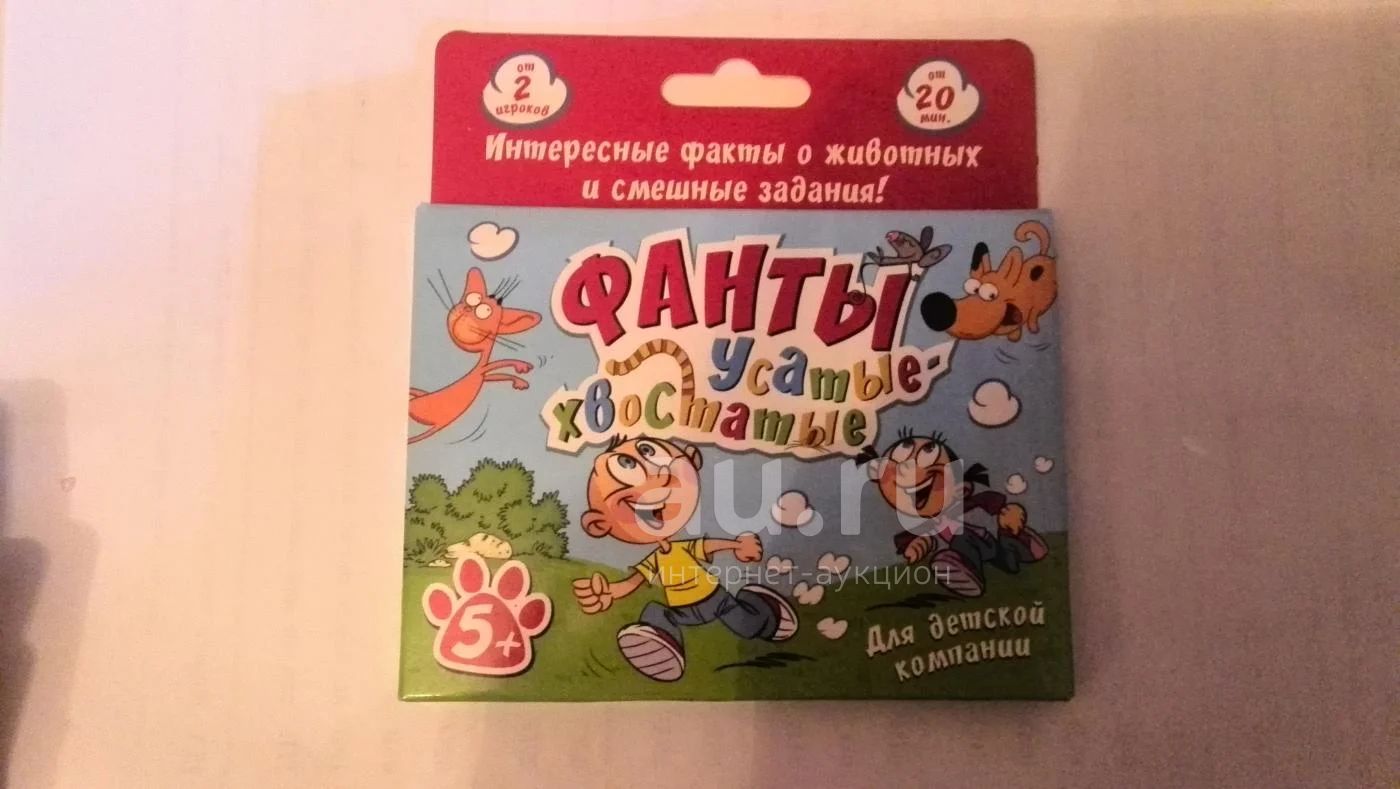 от
2
игроков
от
20
мин.
Интересные факты о животных
и смешные задания!
ФАНТЫ
усатые-
хвостатые
au.ru
интернет-аукцион
5+
Для детской
компании